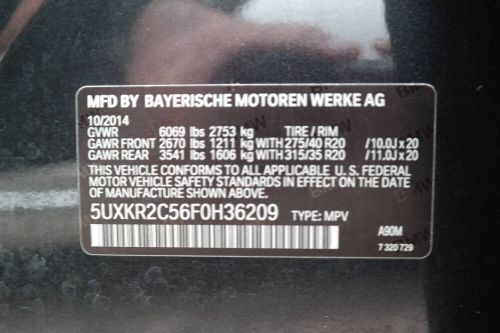 MFD BY BAYERISCHE MOTOREN WERKE AG
10/2014
GVWR 6069 lbs 2753 kg TIRE / RIM
GAWR FRONT 2670 lbs 1211 kg WITH 275/40 R20 /10.0J x 20
GAWR REAR 3541 lbs 1606 kg WITH 315/35 R20 /11.0J x 20
THIS VEHICLE CONFORMS TO ALL APPLICABLE U. S. FEDERAL
MOTOR VEHICLE SAFETY STANDARDS IN EFFECT ON THE
DATE OF MANUFACTURE SHOWN ABOVE.
5UXKR2C56F0H36209 TYPE: MPV
A90M
7 320 729